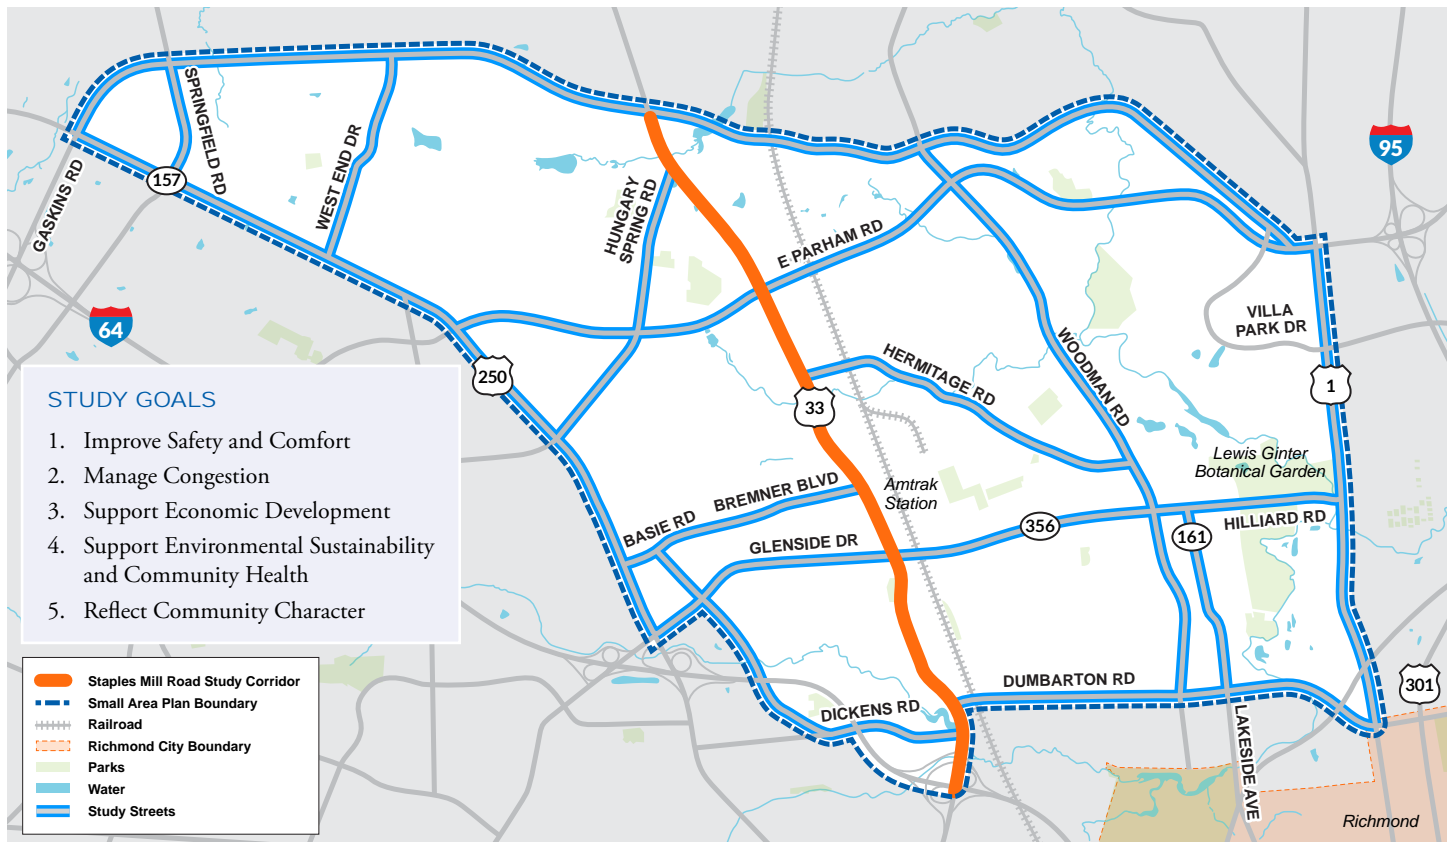 SPRINGFIELD RD
157
GASKINS RD
WEST END DR
64
HUNGARY
SPRING RD
E PARHAM RD
95
VILLA
PARK DR
250
33
HERMITAGE RD
WOODMAN RD
1
STUDY GOALS
1. Improve Safety and Comfort
2. Manage Congestion
3. Support Economic Development
4. Support Environmental Sustainability
and Community Health
5. Reflect Community Character
Lewis Ginter
Botanical Garden
Amtrak
Station
BASIE RD
BREMNER BLVD
GLENSIDE DR
356
161
HILLIARD RD
DUMBARTON RD
DICKENS RD
LAKESIDE AVE
301
Richmond
Staples Mill Road Study Corridor
Small Area Plan Boundary
Railroad
Richmond City Boundary
Parks
Water
Study Streets